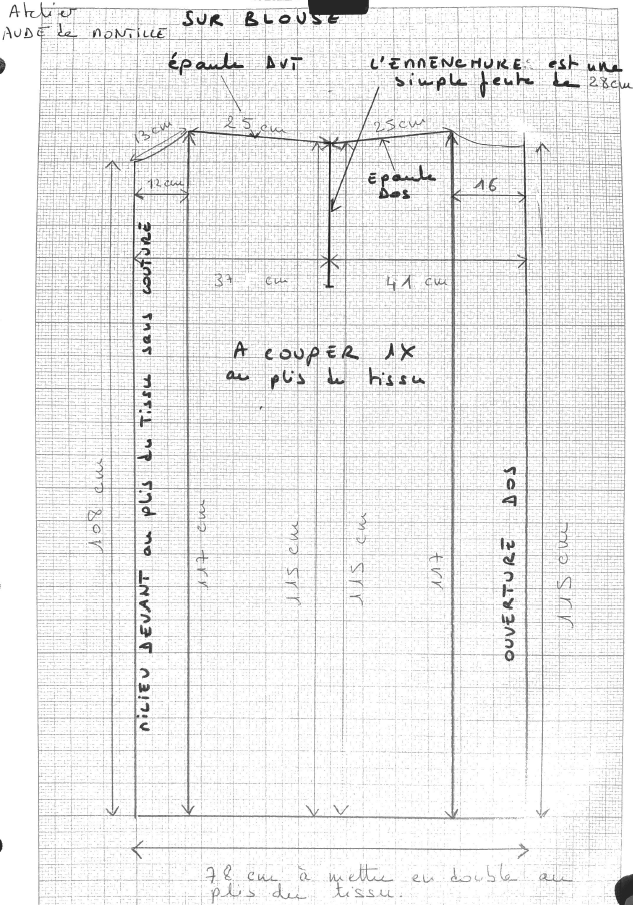 Atelier
AUDE de MONTILLE
SUR BLOUSE
épaule DVT
L'EMMENCHURE: est une
simple fente de 28cm
13cm
25 cm
25cm
Epaule
DOS
12cm
16
37 cm
41 cm
A COUPER 1X
au plis du tissu
MILIEU DEVANT au plis du Tissu sans COUTURE
108 cm
117 cm
115 cm
115 cm
117
OUVERTURE DOS
115 cm
78 cm à mettre en double au
plis du tissu.